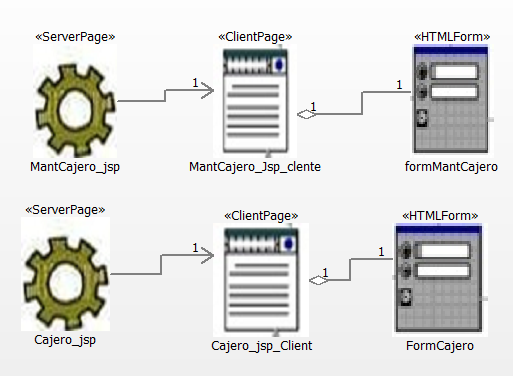 «ServerPage» «ClientPage» «HTMLForm»
1 1 1
MantCajero_jsp MantCajero_Jsp_clente formMantCajero
«ServerPage» «ClientPage» «HTMLForm»
1 1 1
Cajero_jsp Cajero_jsp_Client FormCajero